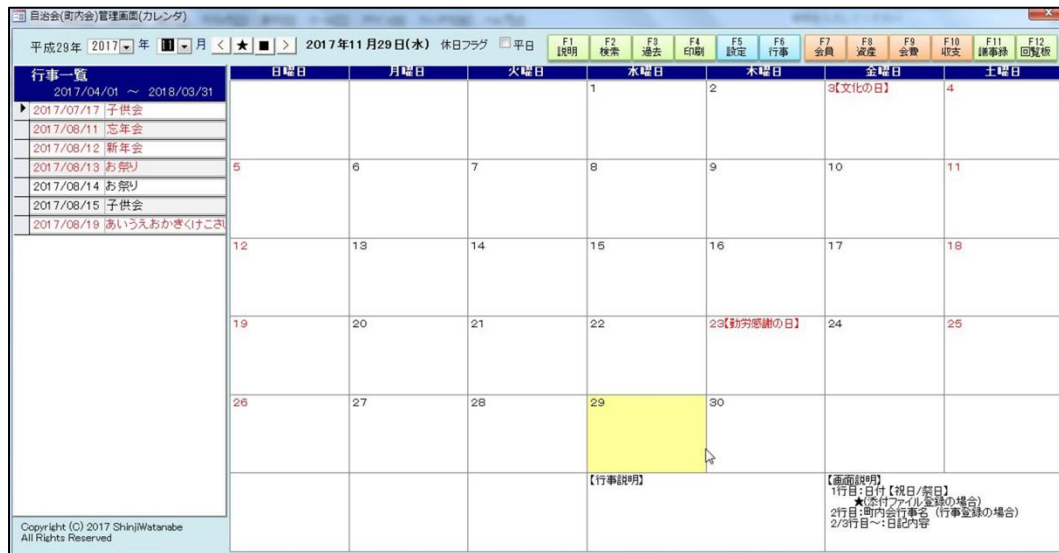 自治会(町内会)管理画面(カレンダ)
平成29年 2017 年 11 月 < ★ ■ > 2017年11月29日(水) 休日フラグ 平日
F1 説明 F2 検索 F3 過去 F4 印刷 F5 設定 F6 行事 F7 会員 F8 資産 F9 会費 F10 収支 F11 議事録 F12 回覧板
行事一覧
2017/04/01 ~ 2018/03/31
2017/07/17 子供会
2017/08/11 忘年会
2017/08/12 新年会
2017/08/13 お祭り
2017/08/14 お祭り
2017/08/15 子供会
2017/08/19 あいうえおかきくけこさし
日曜日 月曜日 火曜日 水曜日 木曜日 金曜日 土曜日
1 2 3【文化の日】 4
5 6 7 8 9 10 11
12 13 14 15 16 17 18
19 20 21 22 23【勤労感謝の日】 24 25
26 27 28 29 30
【行事説明】
【画面説明】
1行目:日付【祝日/祭日】
★(添付ファイル登録の場合)
2行目:町内会行事名 (行事登録の場合)
2/3行目~:日記内容
Copyright (C) 2017 ShinjiWatanabe
All Rights Reserved